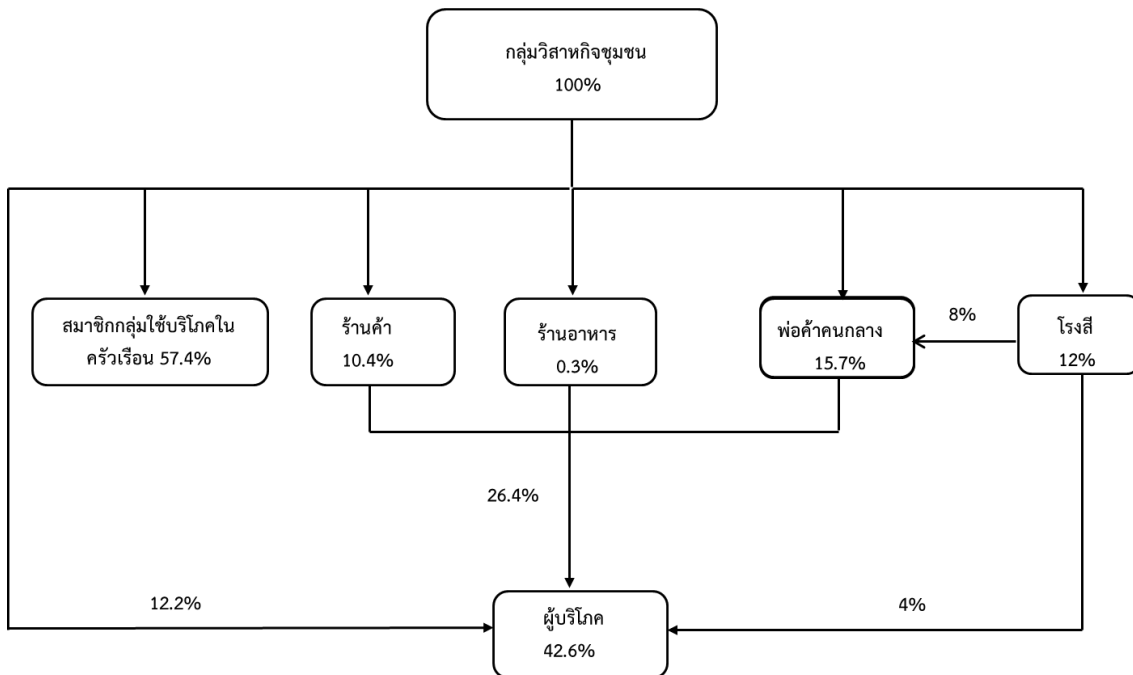 กลุ่มวิสาหกิจชุมชน
100%
สมาชิกกลุ่มใช้บริโภคใน
ครัวเรือน 57.4%
ร้านค้า
10.4%
ร้านอาหาร
0.3%
พ่อค้าคนกลาง
15.7%
8%
โรงสี
12%
26.4%
12.2%
ผู้บริโภค
42.6%
4%